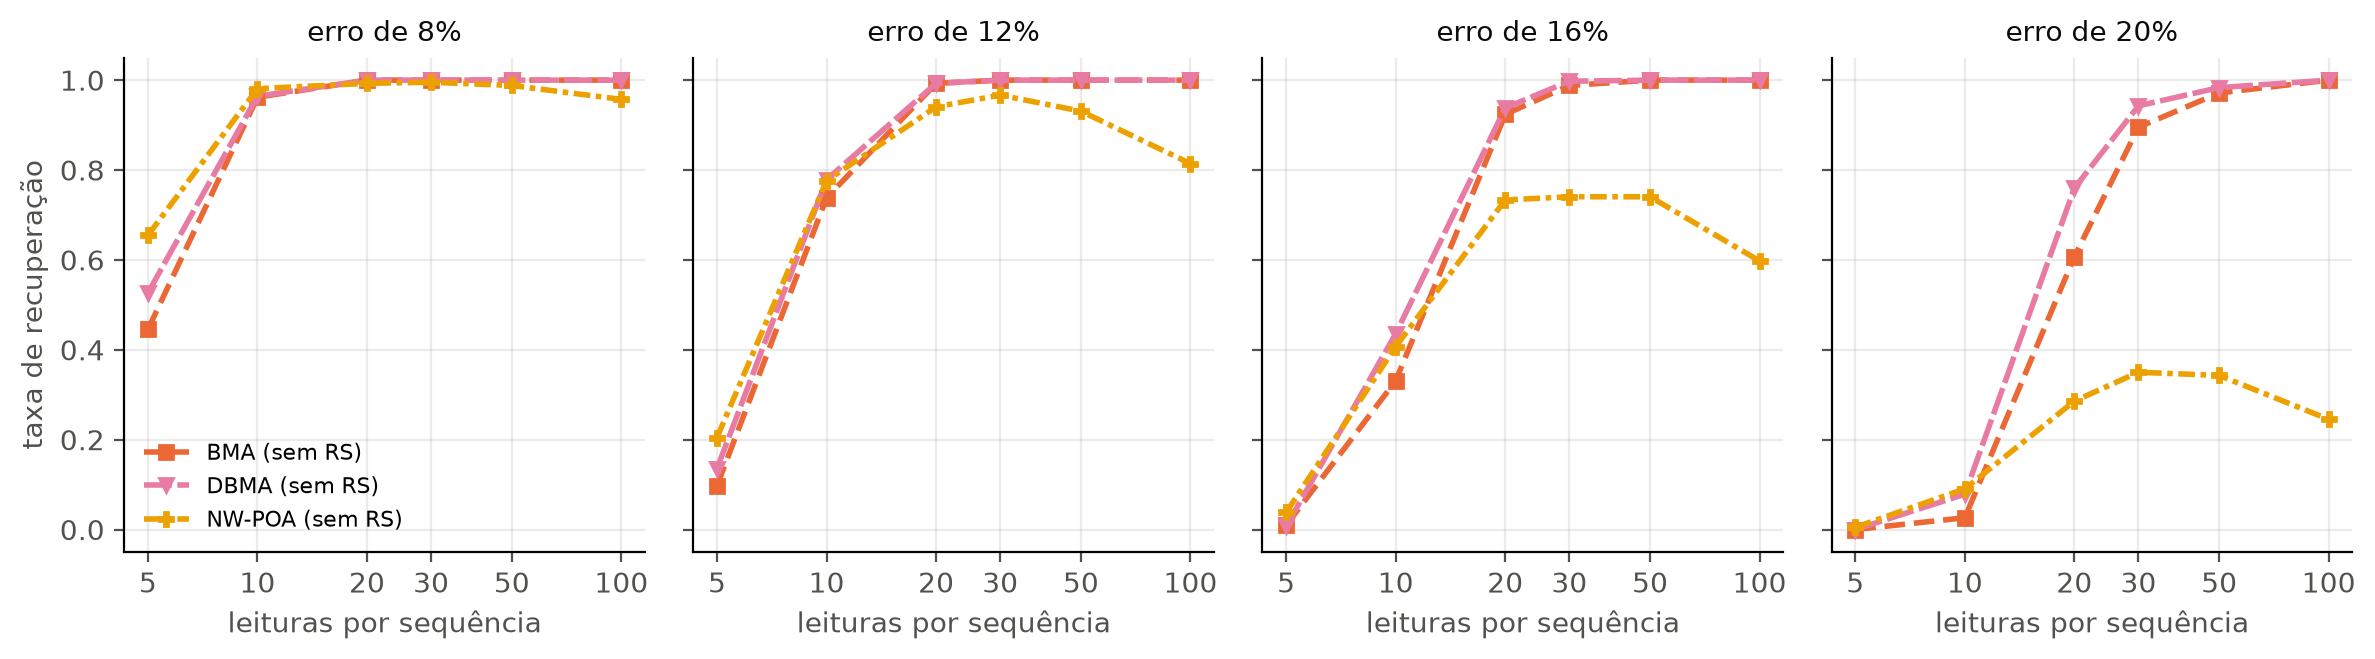 erro de 8%
erro de 12%
erro de 16%
erro de 20%
taxa de recuperação
1.0
0.8
0.6
0.4
0.2
0.0
BMA (sem RS)
DBMA (sem RS)
NW-POA (sem RS)
5 10 20 30 50 100
5 10 20 30 50 100
5 10 20 30 50 100
5 10 20 30 50 100
leituras por sequência
leituras por sequência
leituras por sequência
leituras por sequência